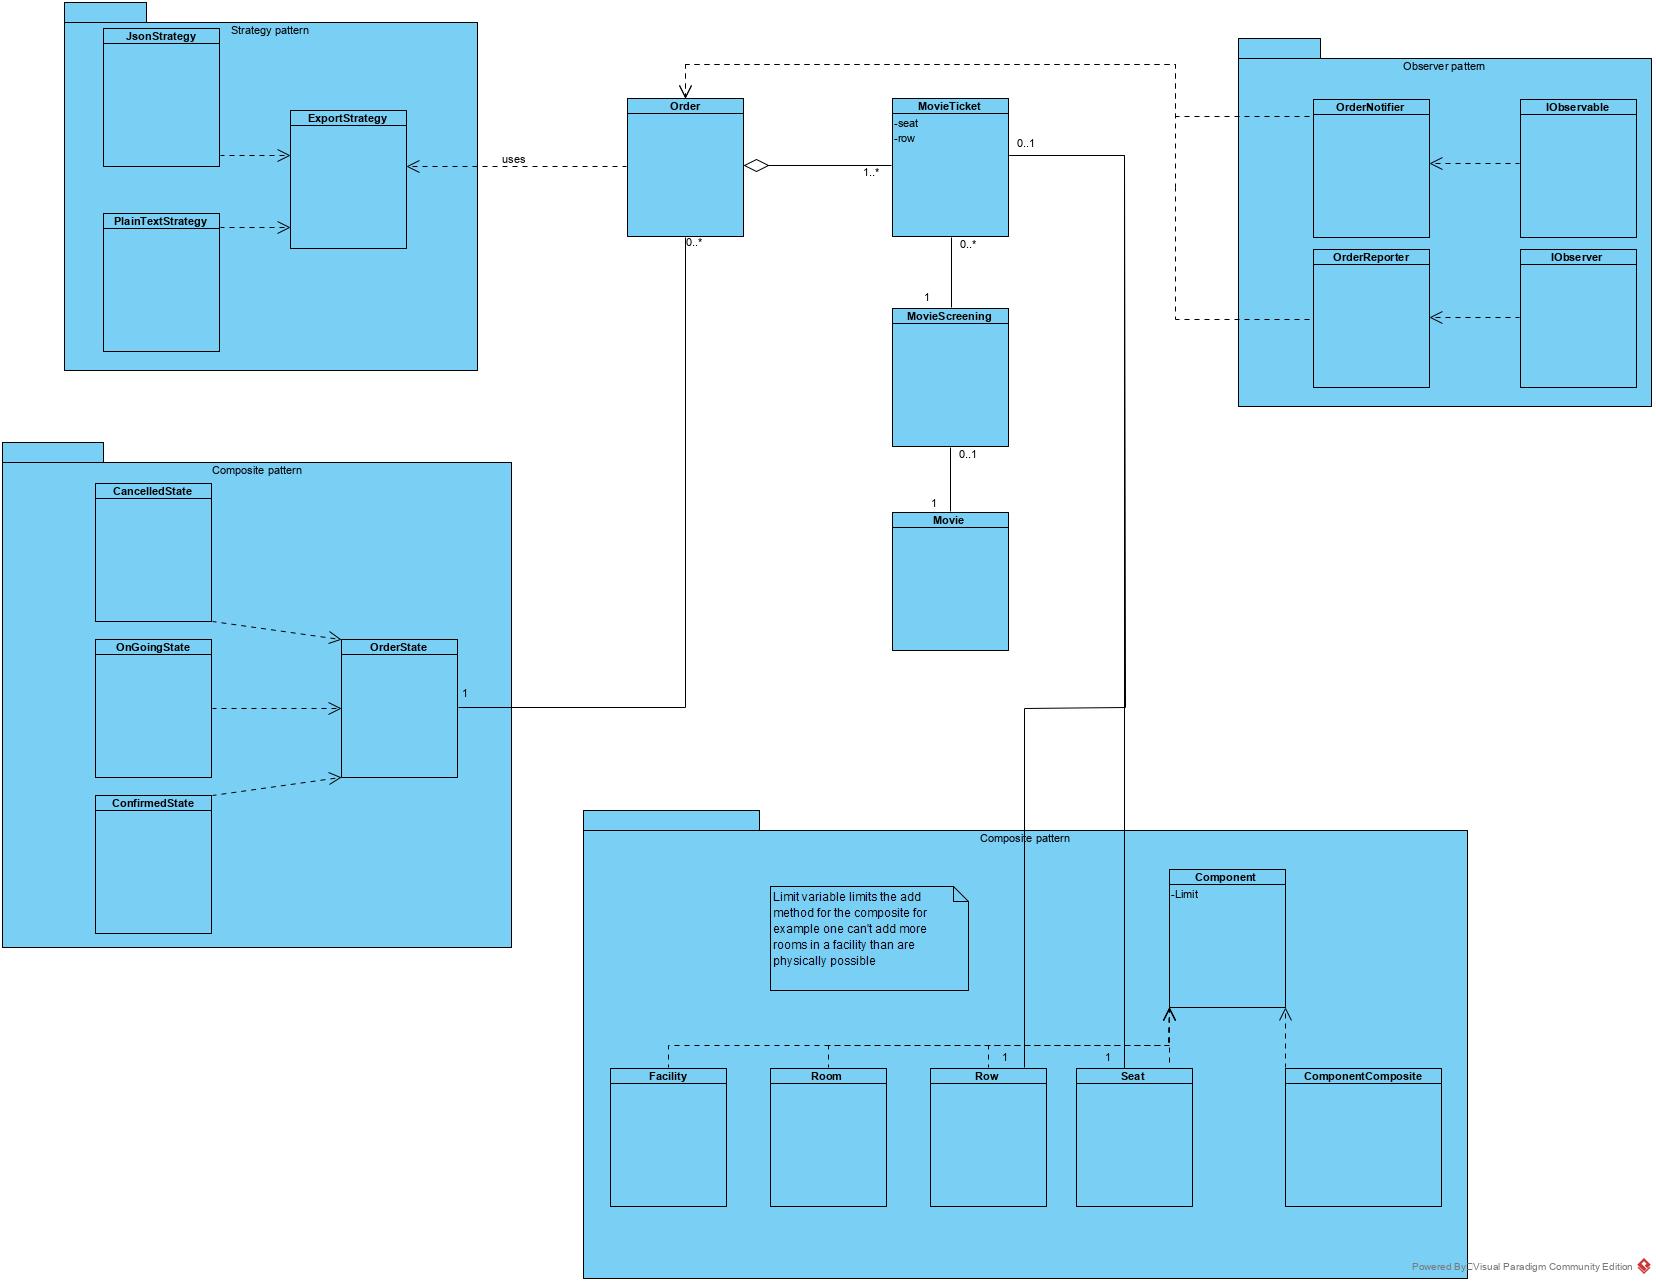 Strategy pattern
JsonStrategy
ExportStrategy
PlainTextStrategy
uses
Order
0..*
1..*
MovieTicket
-seat
-row
0..1
0..*
1
MovieScreening
0..1
1
Movie
Observer pattern
OrderNotifier
IObservable
OrderReporter
IObserver
Composite pattern
CancelledState
OnGoingState
OrderState
1
ConfirmedState
Composite pattern
Limit variable limits the add
method for the composite for
example one can't add more
rooms in a facility than are
physically possible
Component
-Limit
1
1
Facility
Room
Row
Seat
ComponentComposite
Powered By Visual Paradigm Community Edition